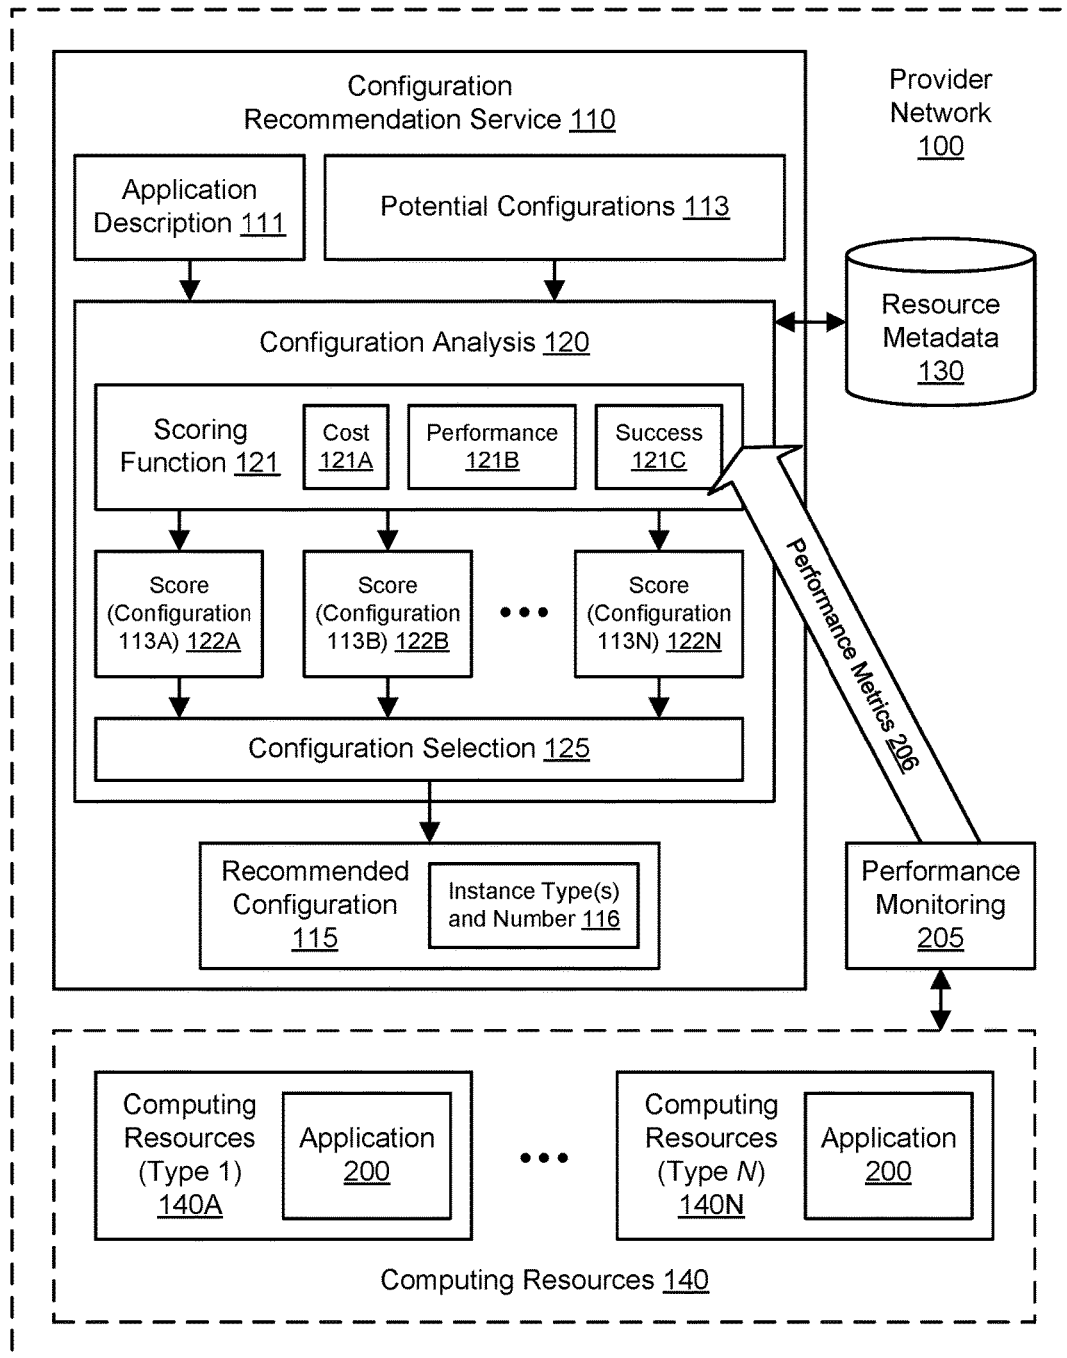 Configuration
Recommendation Service 110
Provider
Network
100
Application
Description 111
Potential Configurations 113
Resource
Metadata
130
Configuration Analysis 120
Scoring
Function 121
Cost
121A
Performance
121B
Success
121C
Score
(Configuration
113A) 122A
Score
(Configuration
113B) 122B
Score
(Configuration
113N) 122N
Performance Metrics 206
Configuration Selection 125
Recommended
Configuration
115
Instance Type(s)
and Number 116
Performance
Monitoring
205
Computing
Resources
(Type 1)
140A
Application
200
Computing
Resources
(Type N)
140N
Application
200
Computing Resources 140